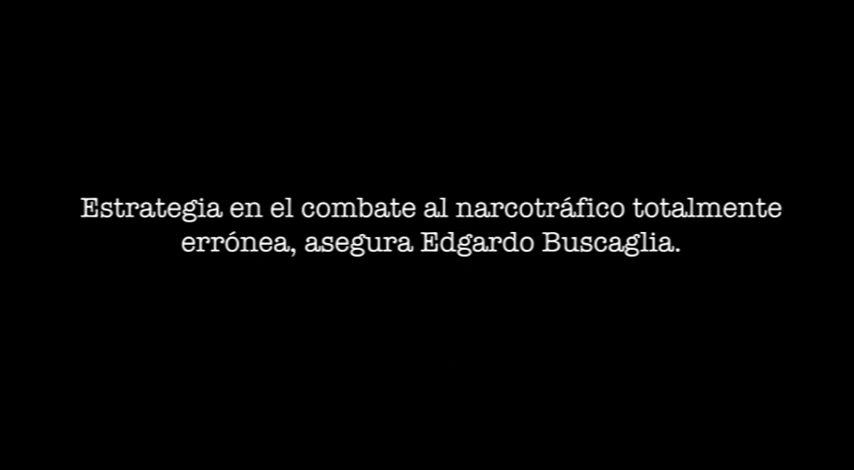 Estrategia en el combate al narcotráfico totalmente
errónea, asegura Edgardo Buscaglia.